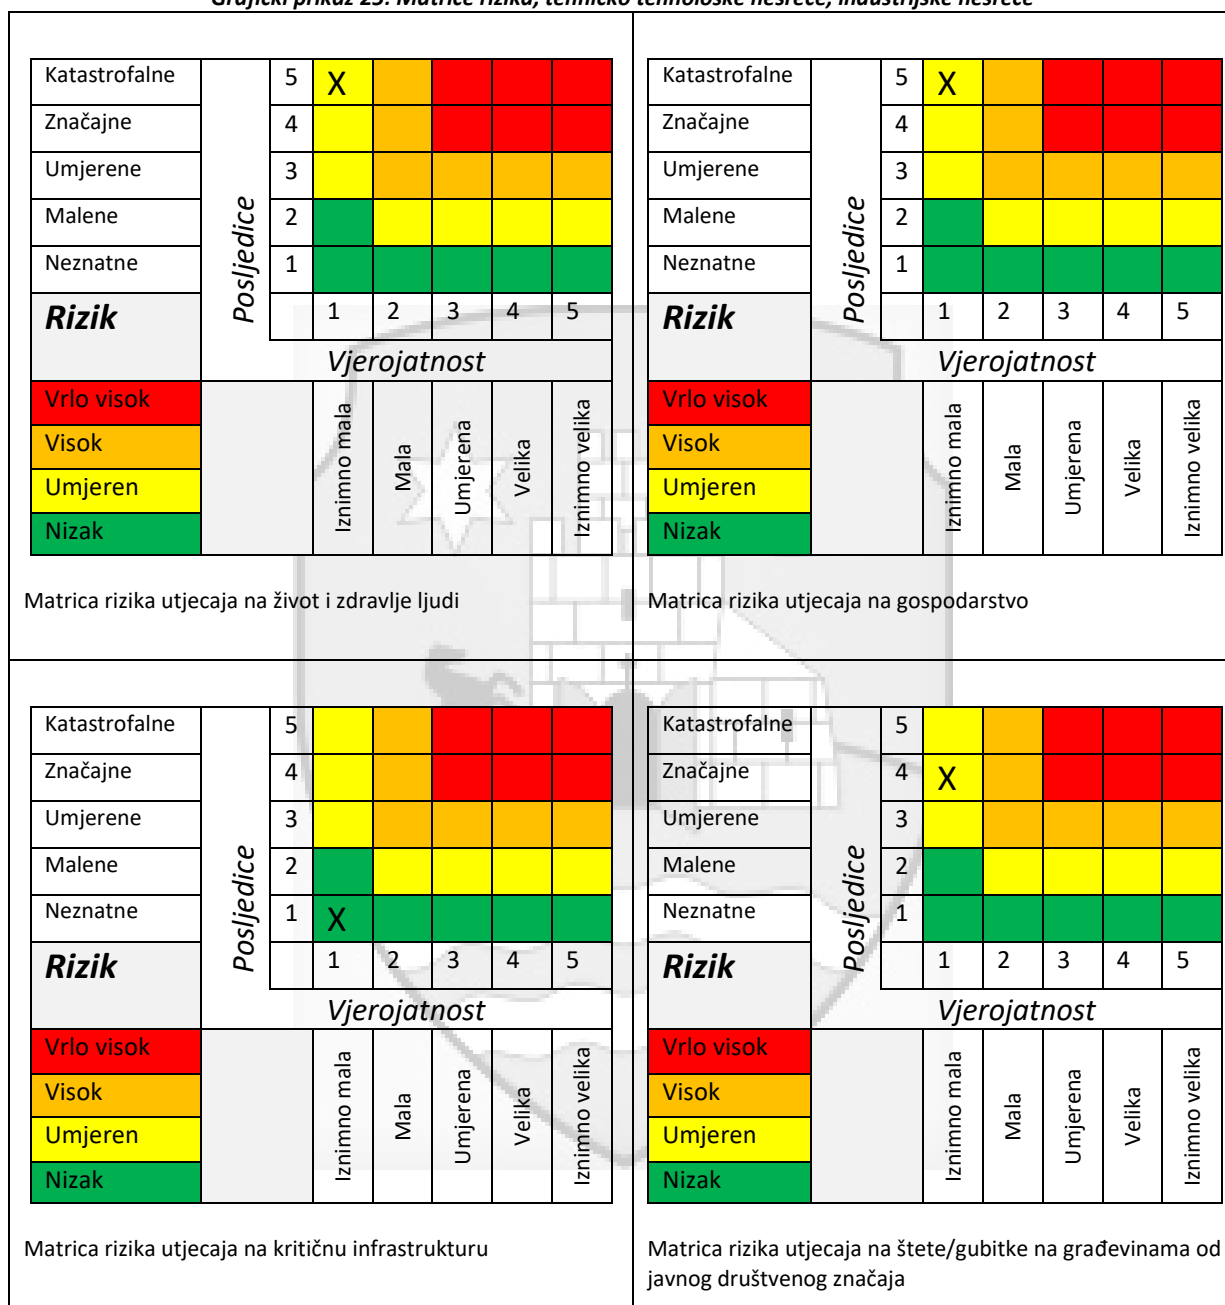 Grafički prikaz 25: Matrice rizika, tehničko tehnološke nesreće, industrijske nesreće
Katastrofalne
Posljedice
5
X
Značajne
4
Umjerene
3
Malene
2
Neznatne
1
Rizik
1
2
3
4
5
Vjerojatnost
Vrlo visok
Visok
Umjeren
Nizak
Iznimno mala
Mala
Umjerena
Velika
Iznimno velika
Matrica rizika utjecaja na život i zdravlje ljudi
Katastrofalne
Posljedice
5
X
Značajne
4
Umjerene
3
Malene
2
Neznatne
1
Rizik
1
2
3
4
5
Vjerojatnost
Vrlo visok
Visok
Umjeren
Nizak
Iznimno mala
Mala
Umjerena
Velika
Iznimno velika
Matrica rizika utjecaja na gospodarstvo
Katastrofalne
Posljedice
5
Značajne
4
Umjerene
3
Malene
2
Neznatne
1
X
Rizik
1
2
3
4
5
Vjerojatnost
Vrlo visok
Visok
Umjeren
Nizak
Iznimno mala
Mala
Umjerena
Velika
Iznimno velika
Matrica rizika utjecaja na kritičnu infrastrukturu
Katastrofalne
Posljedice
5
Značajne
4
X
Umjerene
3
Malene
2
Neznatne
1
Rizik
1
2
3
4
5
Vjerojatnost
Vrlo visok
Visok
Umjeren
Nizak
Iznimno mala
Mala
Umjerena
Velika
Iznimno velika
Matrica rizika utjecaja na štete/gubitke na građevinama od
javnog društvenog značaja